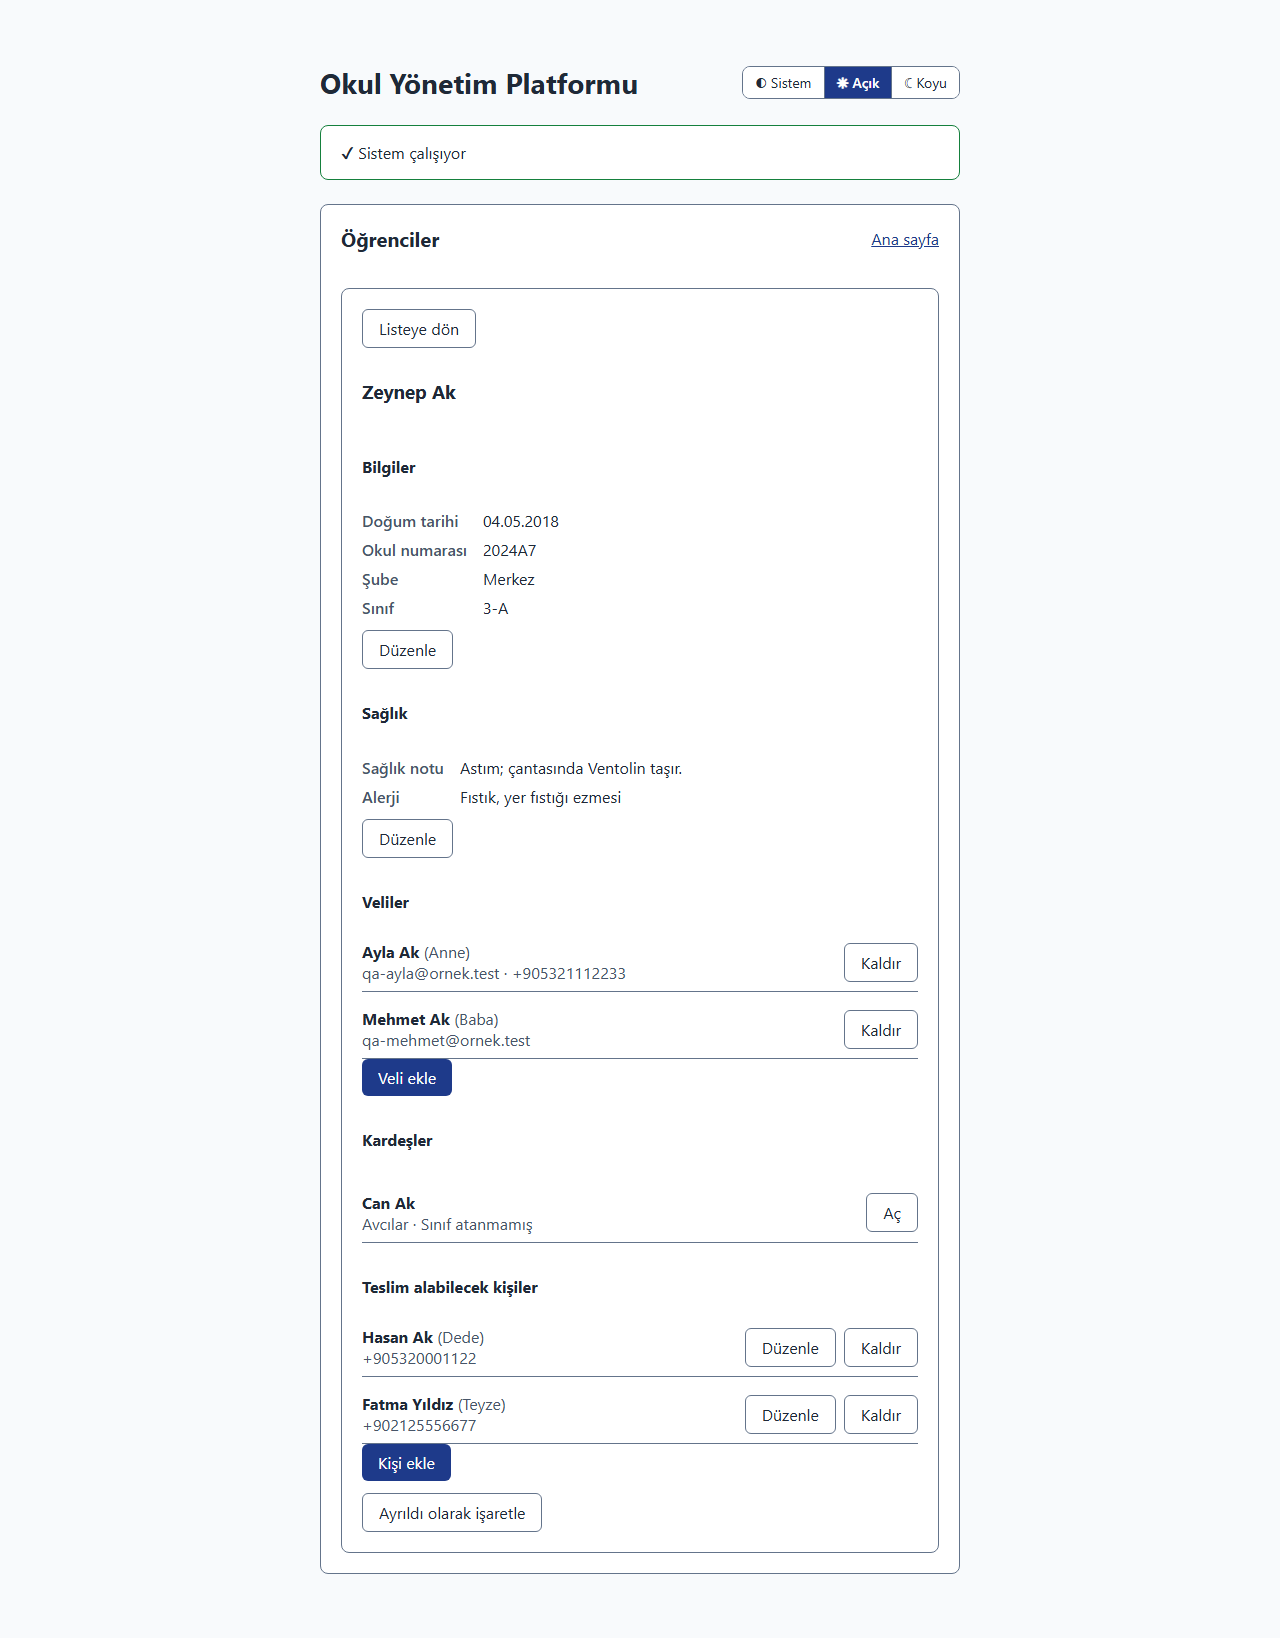 Okul Yönetim Platformu
◐ Sistem ✸ Açık ☾ Koyu
✓ Sistem çalışıyor
Öğrenciler Ana sayfa
Listeye dön
Zeynep Ak
Bilgiler
Doğum tarihi 04.05.2018
Okul numarası 2024A7
Şube Merkez
Sınıf 3-A
Düzenle
Sağlık
Sağlık notu Astım; çantasında Ventolin taşır.
Alerji Fıstık, yer fıstığı ezmesi
Düzenle
Veliler
Ayla Ak (Anne)
qa-ayla@ornek.test · +905321112233
Kaldır
Mehmet Ak (Baba)
qa-mehmet@ornek.test
Kaldır
Veli ekle
Kardeşler
Can Ak
Avcılar · Sınıf atanmamış
Aç
Teslim alabilecek kişiler
Hasan Ak (Dede)
+905320001122
Düzenle Kaldır
Fatma Yıldız (Teyze)
+902125556677
Düzenle Kaldır
Kişi ekle
Ayrıldı olarak işaretle